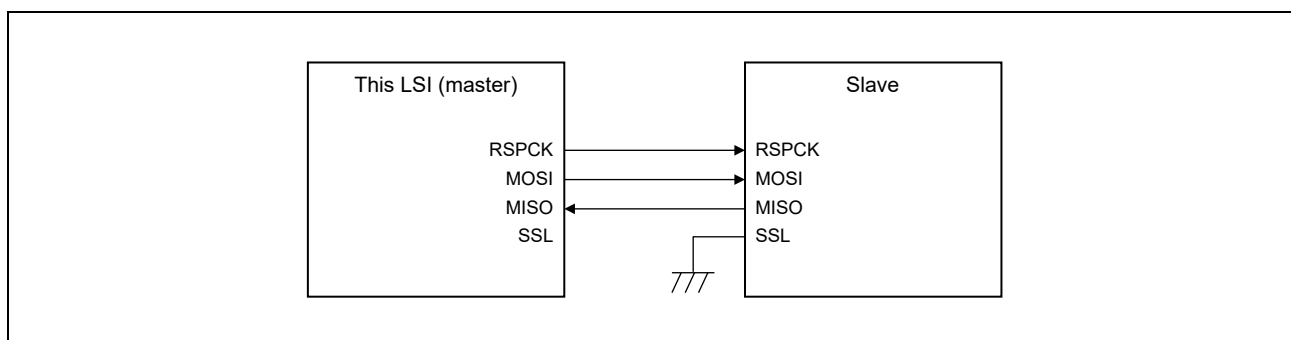 This LSI (master)
Slave
RSPCK
RSPCK
MOSI
MOSI
MISO
MISO
SSL
SSL